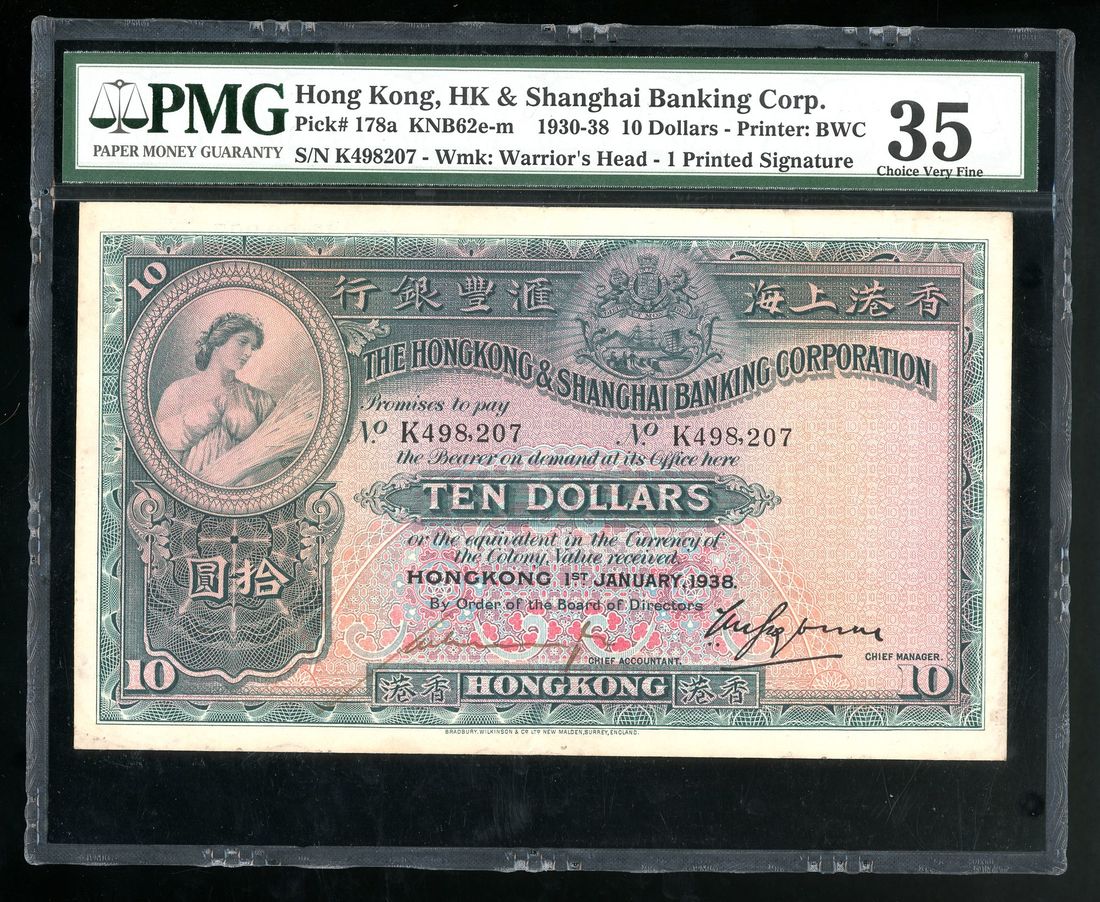 PMG
PAPER MONEY GUARANTY
Hong Kong, HK & Shanghai Banking Corp.
Pick# 178a KNB62e-m 1930-38 10 Dollars - Printer: BWC
S/N K498207 - Wmk: Warrior's Head - 1 Printed Signature
35
Choice Very Fine
10
行銀豐滙 海上港香
THE HONGKONG & SHANGHAI BANKING CORPORATION
Promises to pay
No. K498,207 No. K498,207
the Bearer on demand at its Office here
TEN DOLLARS
or the equivalent in the Currency of
the Colony, Value received.
圓拾
HONGKONG 1ST JANUARY, 1938.
By Order of the Board of Directors
CHIEF ACCOUNTANT.
CHIEF MANAGER.
10 港香 HONGKONG 港香 10
BRADBURY, WILKINSON & Co LTD NEW MALDEN, SURREY, ENGLAND.